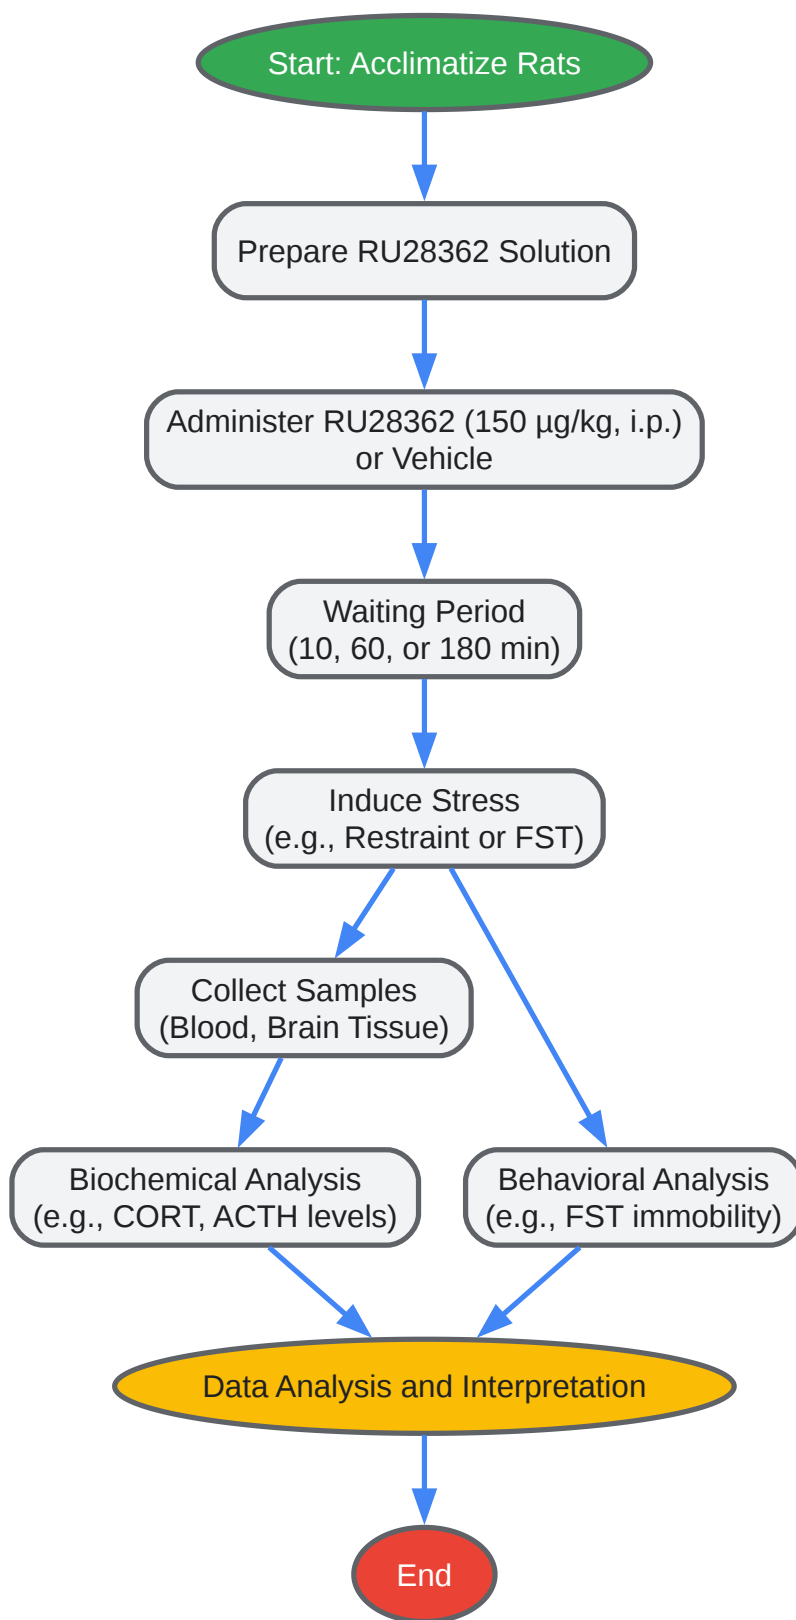 Start: Acclimatize Rats
Prepare RU28362 Solution
Administer RU28362 (150 µg/kg, i.p.)
or Vehicle
Waiting Period
(10, 60, or 180 min)
Induce Stress
(e.g., Restraint or FST)
Collect Samples
(Blood, Brain Tissue)
Biochemical Analysis
(e.g., CORT, ACTH levels)
Behavioral Analysis
(e.g., FST immobility)
Data Analysis and Interpretation
End